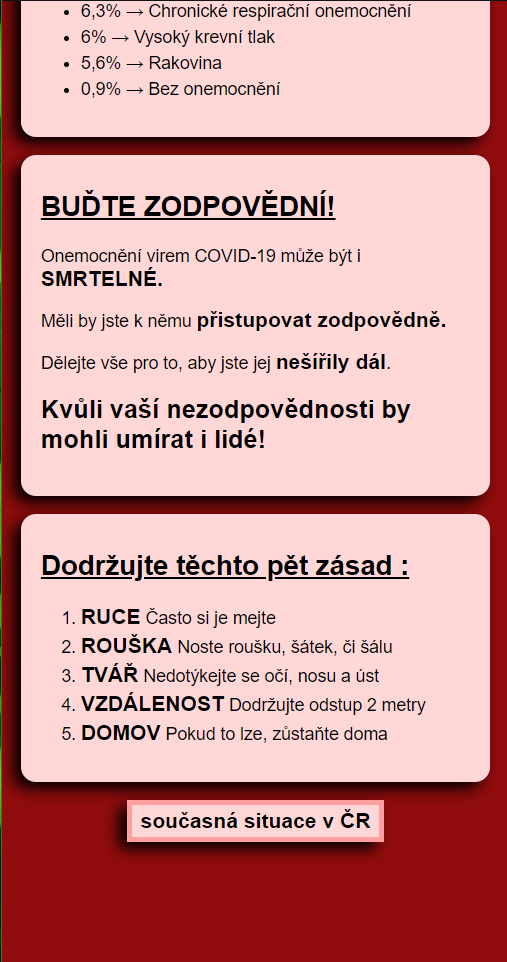 • 6,3% → Chronické respirační onemocnění
• 6% → Vysoký krevní tlak
• 5,6% → Rakovina
• 0,9% → Bez onemocnění
BUĎTE ZODPOVĚDNÍ!
Onemocnění virem COVID-19 může být i
SMRTELNÉ.
Měli by jste k němu přistupovat zodpovědně.
Dělejte vše pro to, aby jste jej nešířily dál.
Kvůli vaší nezodpovědnosti by
mohli umírat i lidé!
Dodržujte těchto pět zásad :
1. RUCE Často si je mejte
2. ROUŠKA Noste roušku, šátek, či šálu
3. TVÁŘ Nedotýkejte se očí, nosu a úst
4. VZDÁLENOST Dodržujte odstup 2 metry
5. DOMOV Pokud to lze, zůstaňte doma
současná situace v ČR